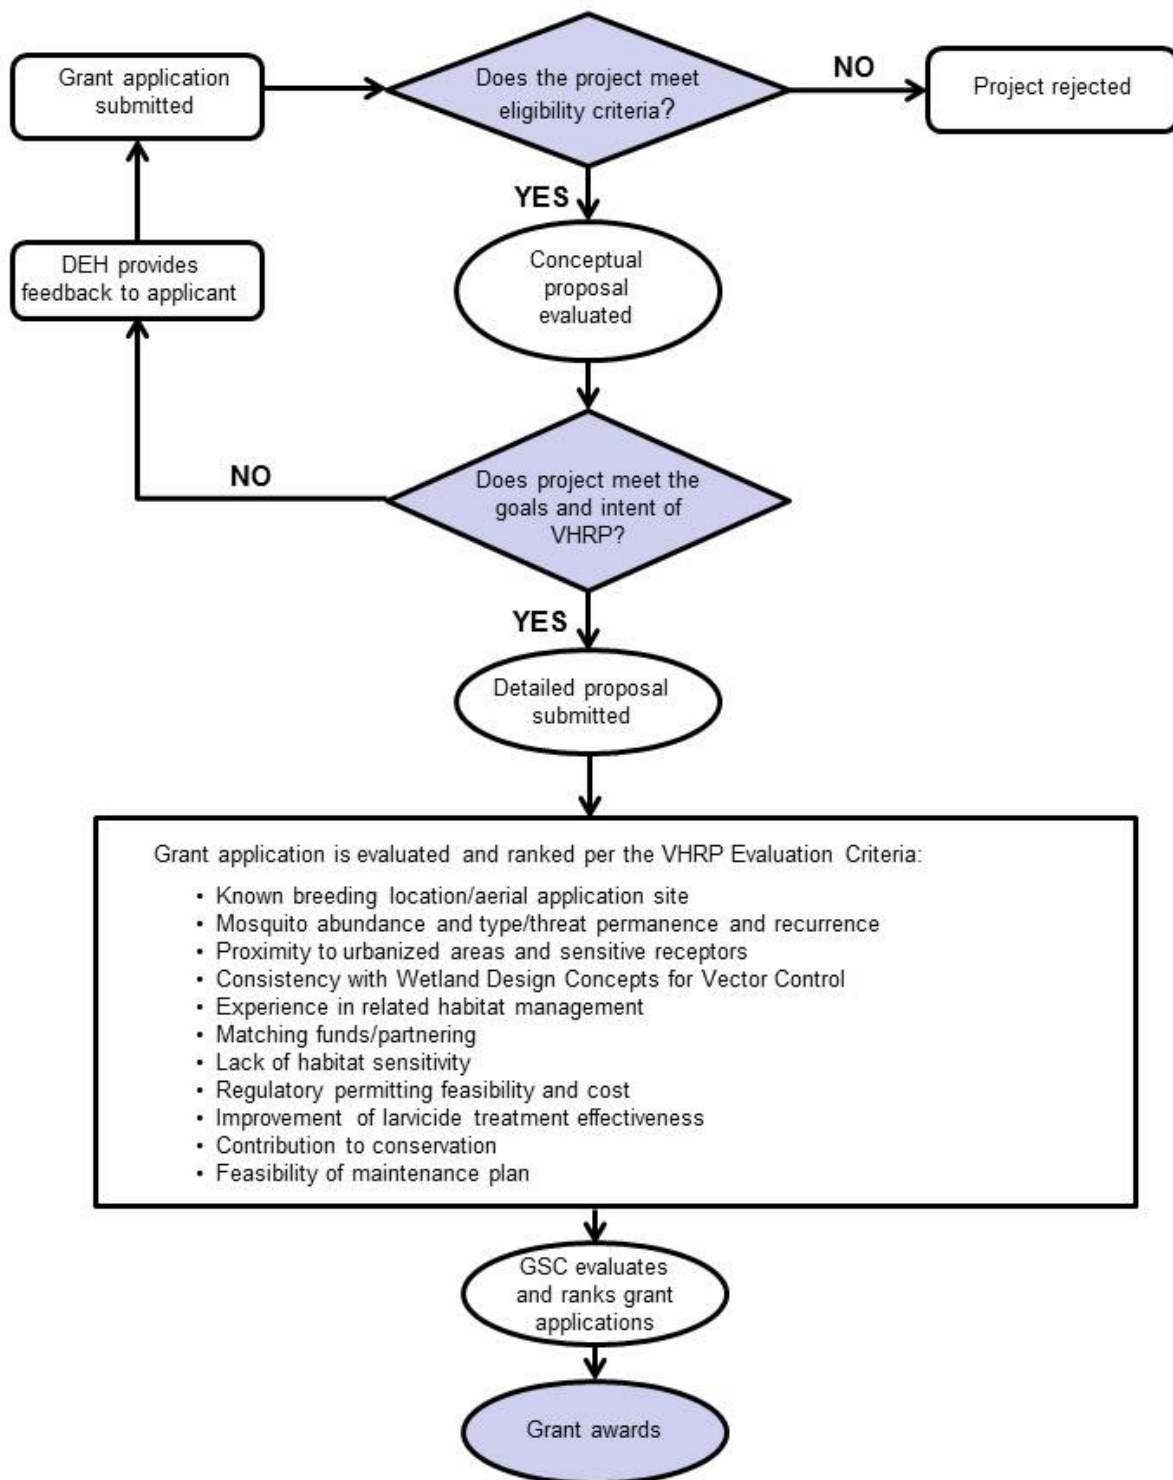 Grant application
submitted
Does the project meet
eligibility criteria?
NO
Project rejected
YES
DEH provides
feedback to applicant
Conceptual
proposal
evaluated
NO
Does project meet the
goals and intent of
VHRP?
YES
Detailed proposal
submitted
Grant application is evaluated and ranked per the VHRP Evaluation Criteria:
• Known breeding location/aerial application site
• Mosquito abundance and type/threat permanence and recurrence
• Proximity to urbanized areas and sensitive receptors
• Consistency with Wetland Design Concepts for Vector Control
• Experience in related habitat management
• Matching funds/partnering
• Lack of habitat sensitivity
• Regulatory permitting feasibility and cost
• Improvement of larvicide treatment effectiveness
• Contribution to conservation
• Feasibility of maintenance plan
GSC evaluates
and ranks grant
applications
Grant awards